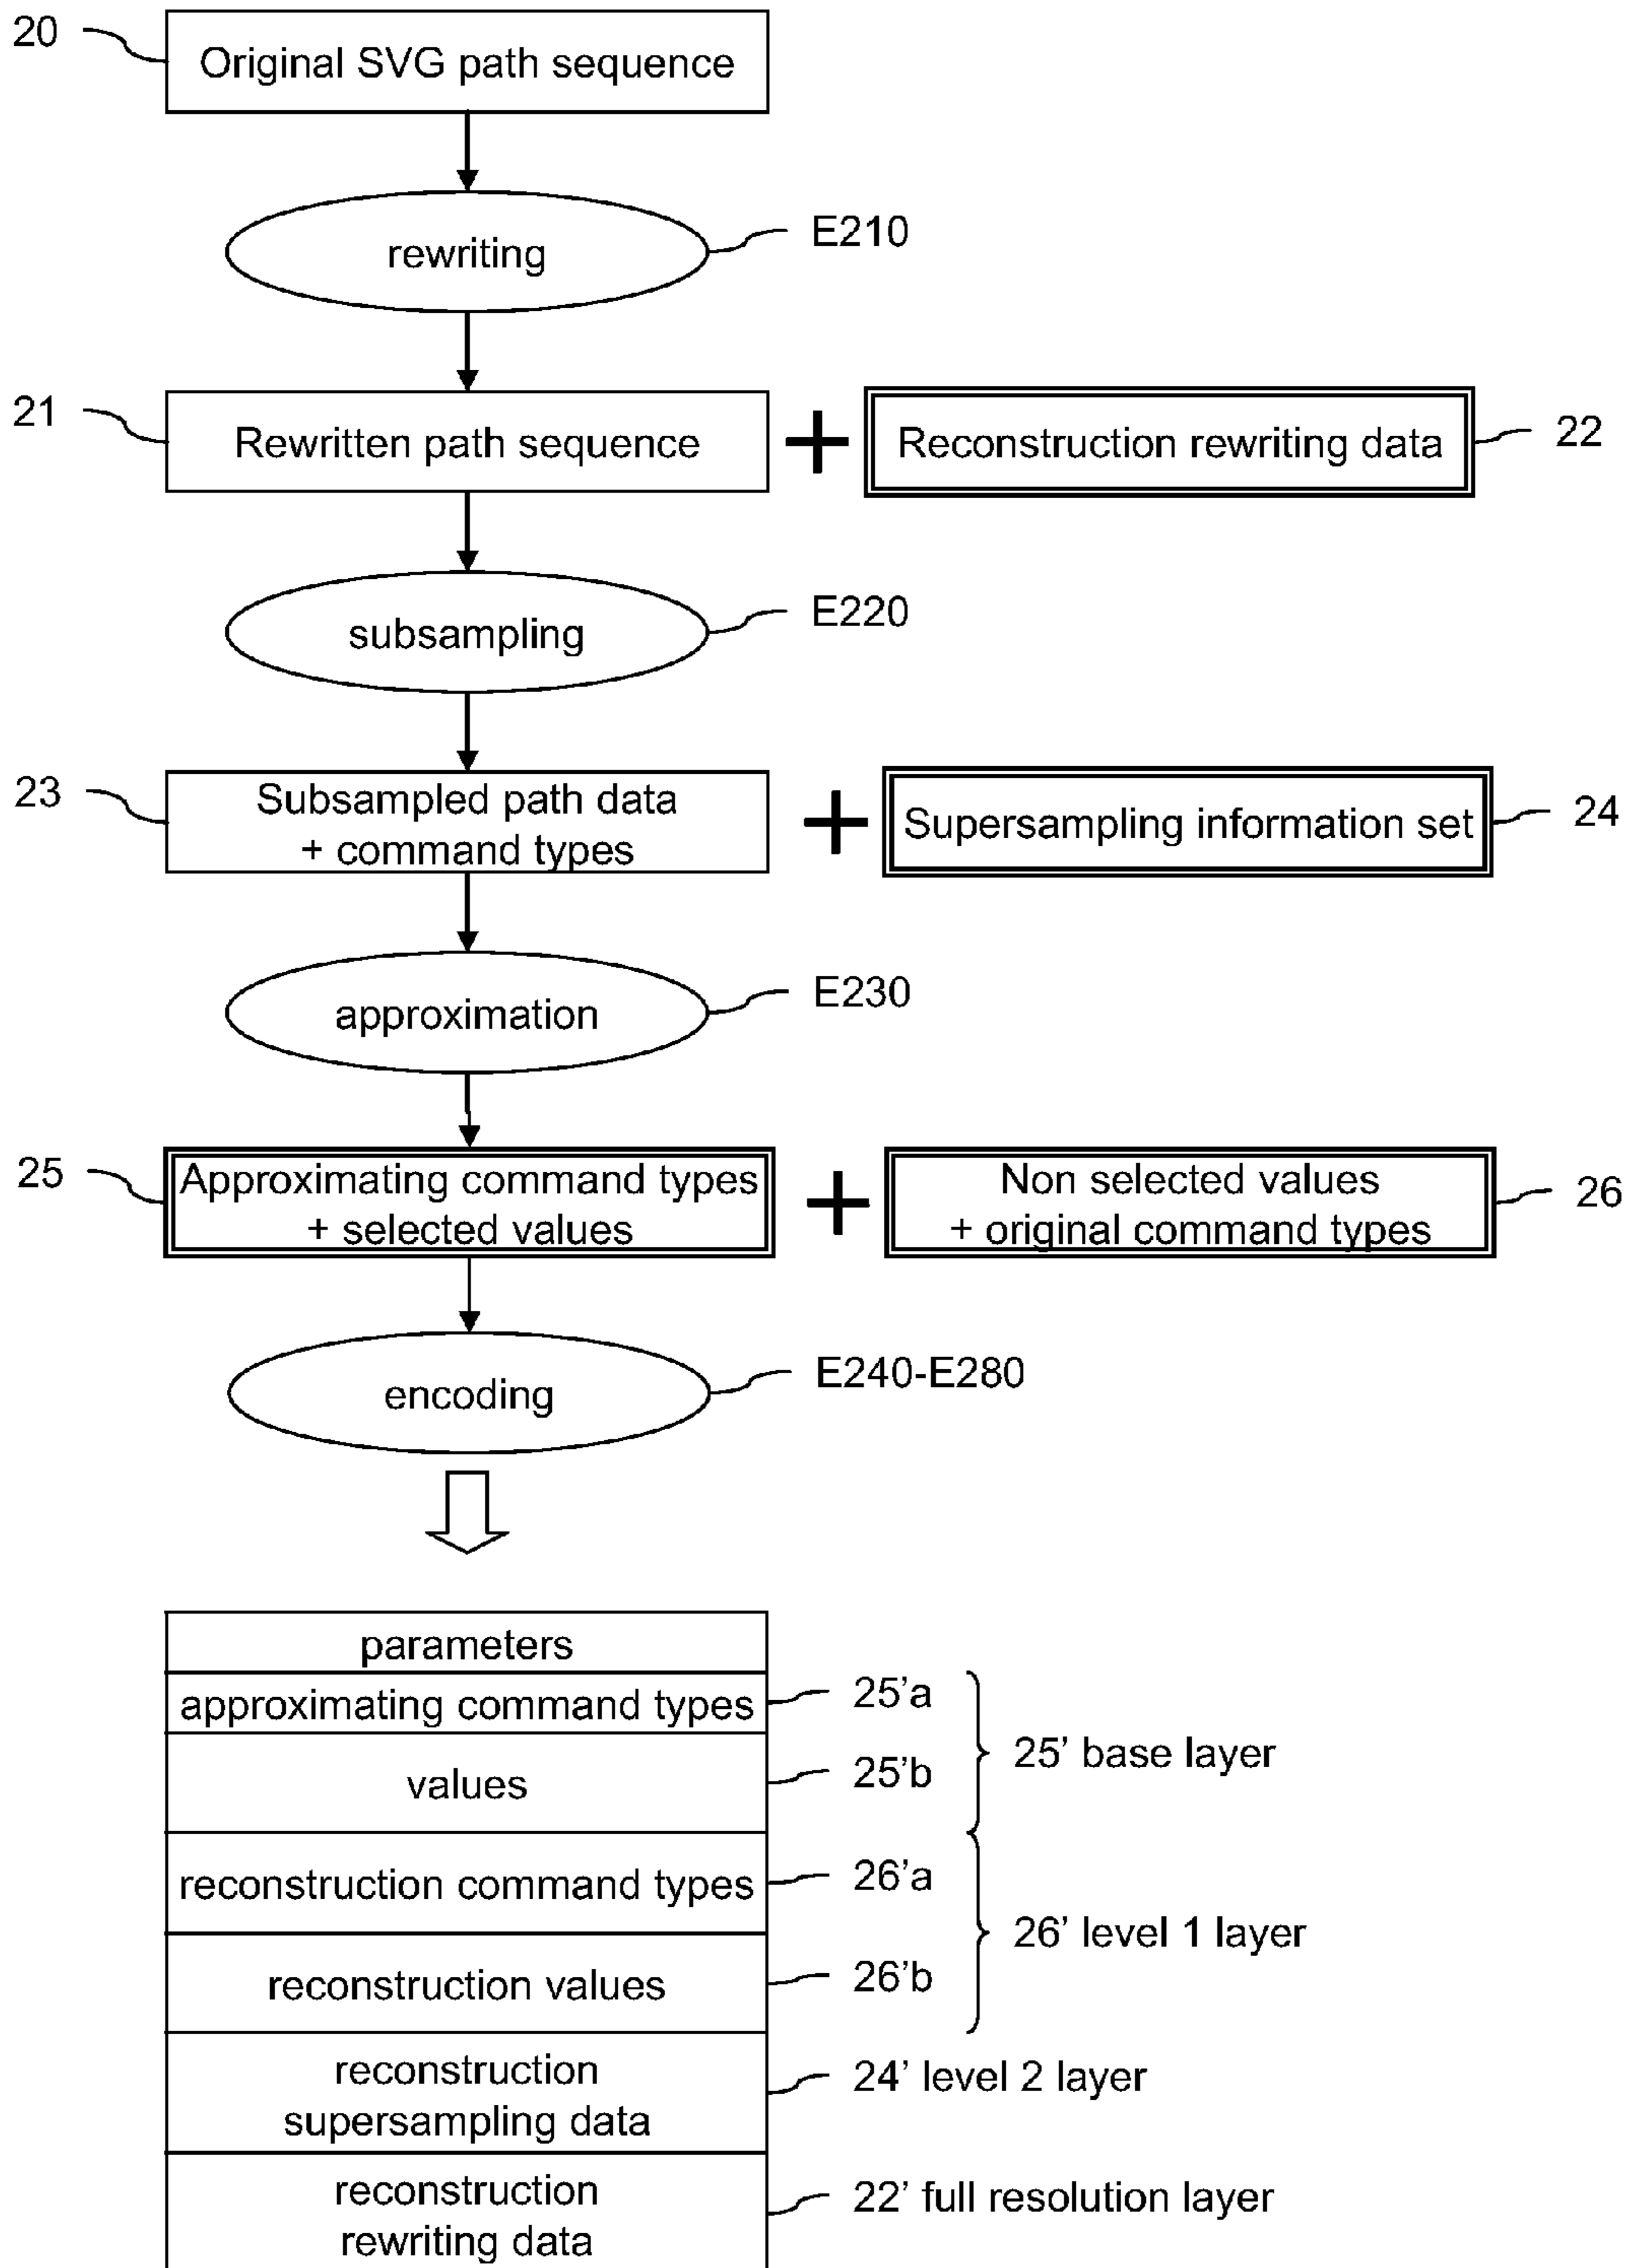 20
Original SVG path sequence
rewriting
E210
21
Rewritten path sequence
+
Reconstruction rewriting data
22
subsampling
E220
23
Subsampled path data
+ command types
+
Supersampling information set
24
approximation
E230
25
Approximating command types
+ selected values
+
Non selected values
+ original command types
26
encoding
E240-E280
parameters
approximating command types
25’a
values
25’b
25’ base layer
reconstruction command types
26’a
reconstruction values
26’b
26’ level 1 layer
reconstruction
supersampling data
24’ level 2 layer
reconstruction
rewriting data
22’ full resolution layer